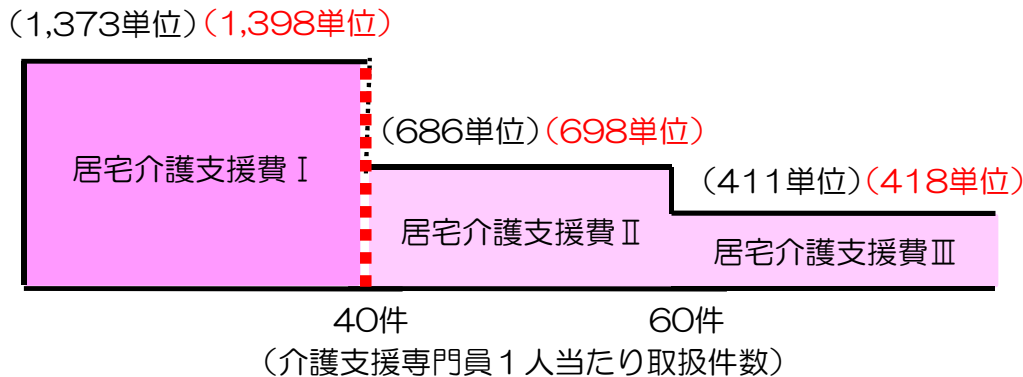 （1,373単位）（1,398単位）
（686単位）（698単位）
居宅介護支援費Ⅰ
（411単位）（418単位）
居宅介護支援費Ⅱ
居宅介護支援費Ⅲ
40件
60件
（介護支援専門員１人当たり取扱件数）